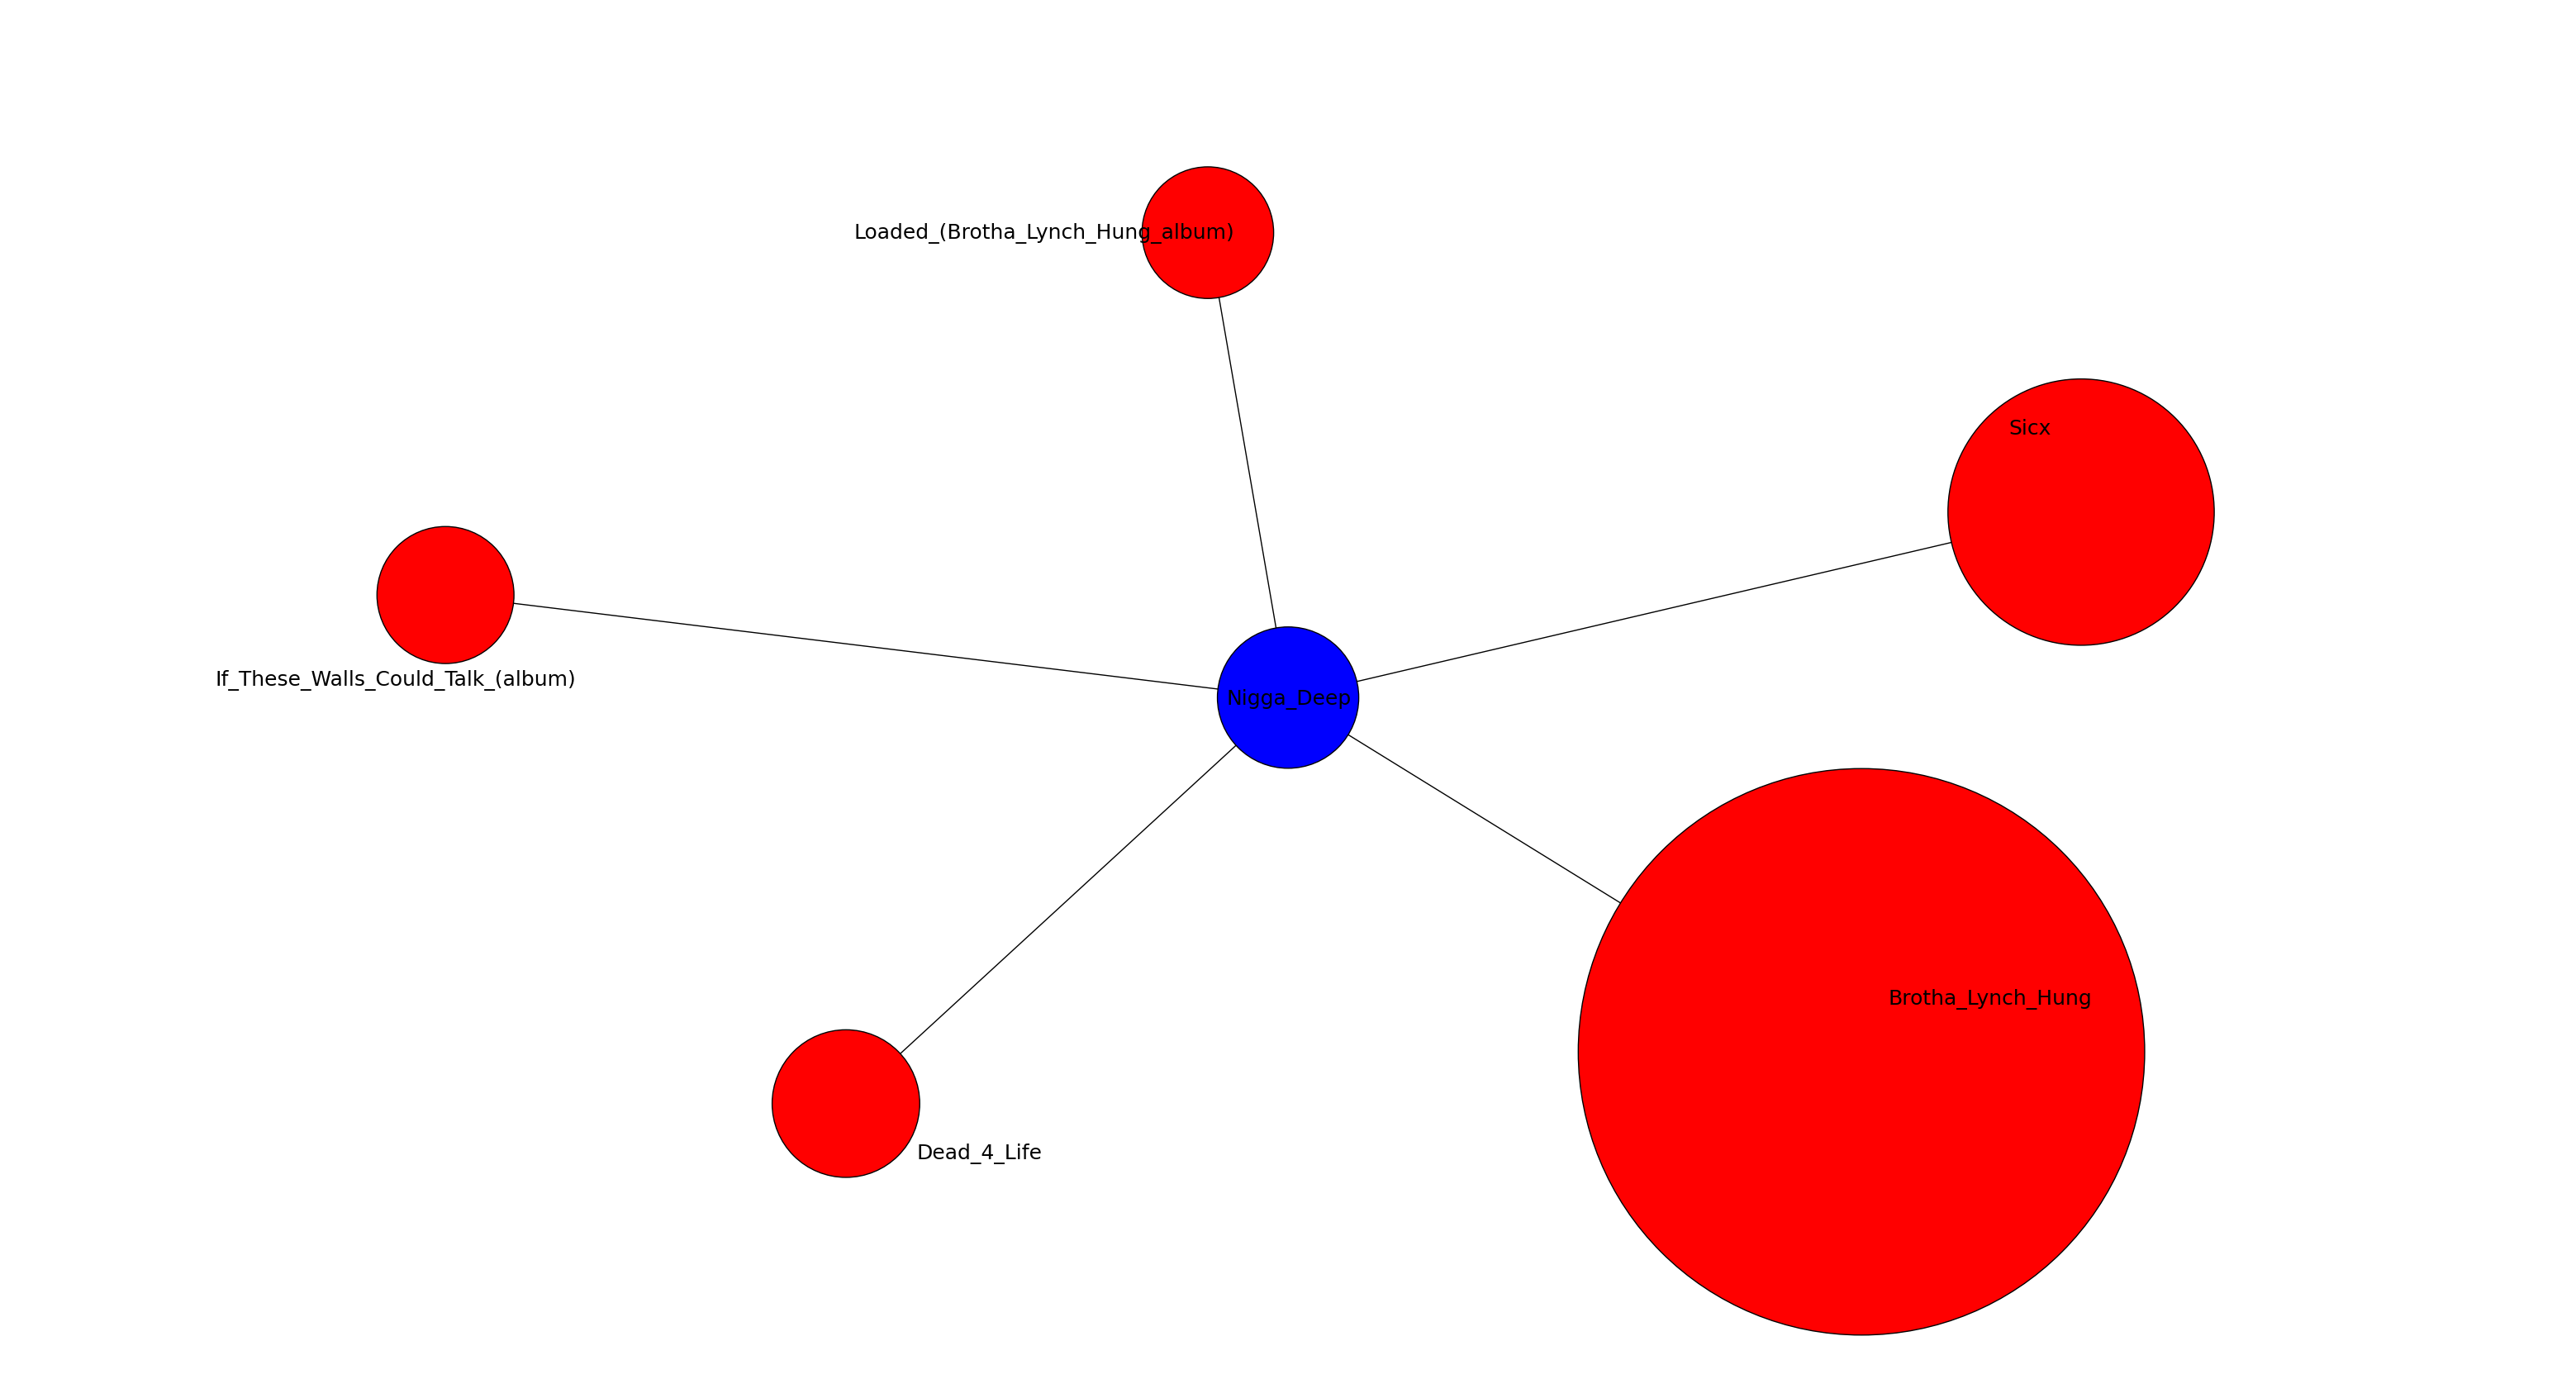 Loaded_(Brotha_Lynch_Hung_album)
Sicx
If_These_Walls_Could_Talk_(album)
Nigga_Deep
Brotha_Lynch_Hung
Dead_4_Life